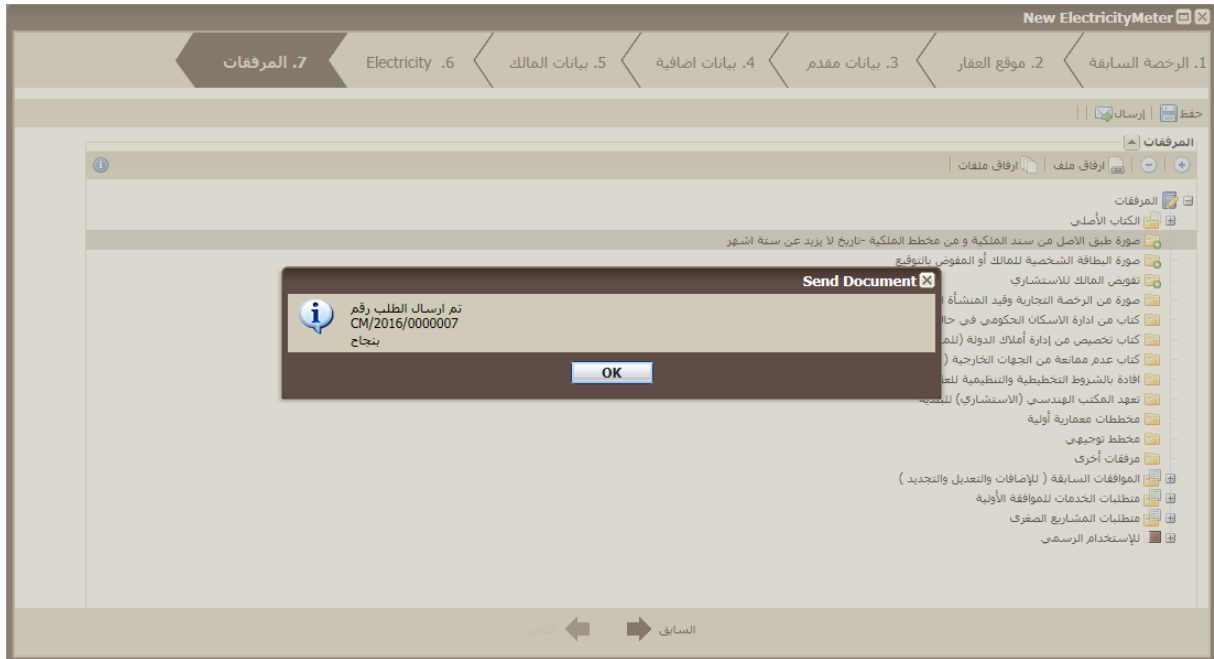 New ElectricityMeter
1. الرخصة السابقة
2. موقع العقار
3. بيانات مقدم
4. بيانات اضافية
5. بيانات المالك
6. Electricity
7. المرفقات
حفظ
إرسال
المرفقات
ارفاق ملف
ارفاق ملفات
المرفقات
الكتاب الأصلي
صورة طبق الاصل من سند الملكية و من مخطط الملكية -تاريخ لا يزيد عن ستة اشهر
صورة البطاقة الشخصية للمالك أو المفوض بالتوقيع
تفويض المالك للاستشاري
صورة من الرخصة التجارية وقيد المنشأة
كتاب من ادارة الاسكان الحكومي في
كتاب تخصيص من إدارة أملاك الدولة
كتاب عدم ممانعة من الجهات الخارجية (
افادة بالشروط التخطيطية والتنظيمية
تعهد المكتب الهندسي (الاستشاري) للبلدية
مخططات معمارية أولية
مخطط توجيهي
مرفقات أخرى
الموافقات السابقة ( للإضافات والتعديل والتجديد )
متطلبات الخدمات للموافقة الأولية
متطلبات المشاريع الصغرى
للإستخدام الرسمي
Send Document
تم ارسال الطلب رقم
CM/2016/0000007
بنجاح
OK
السابق
التالي